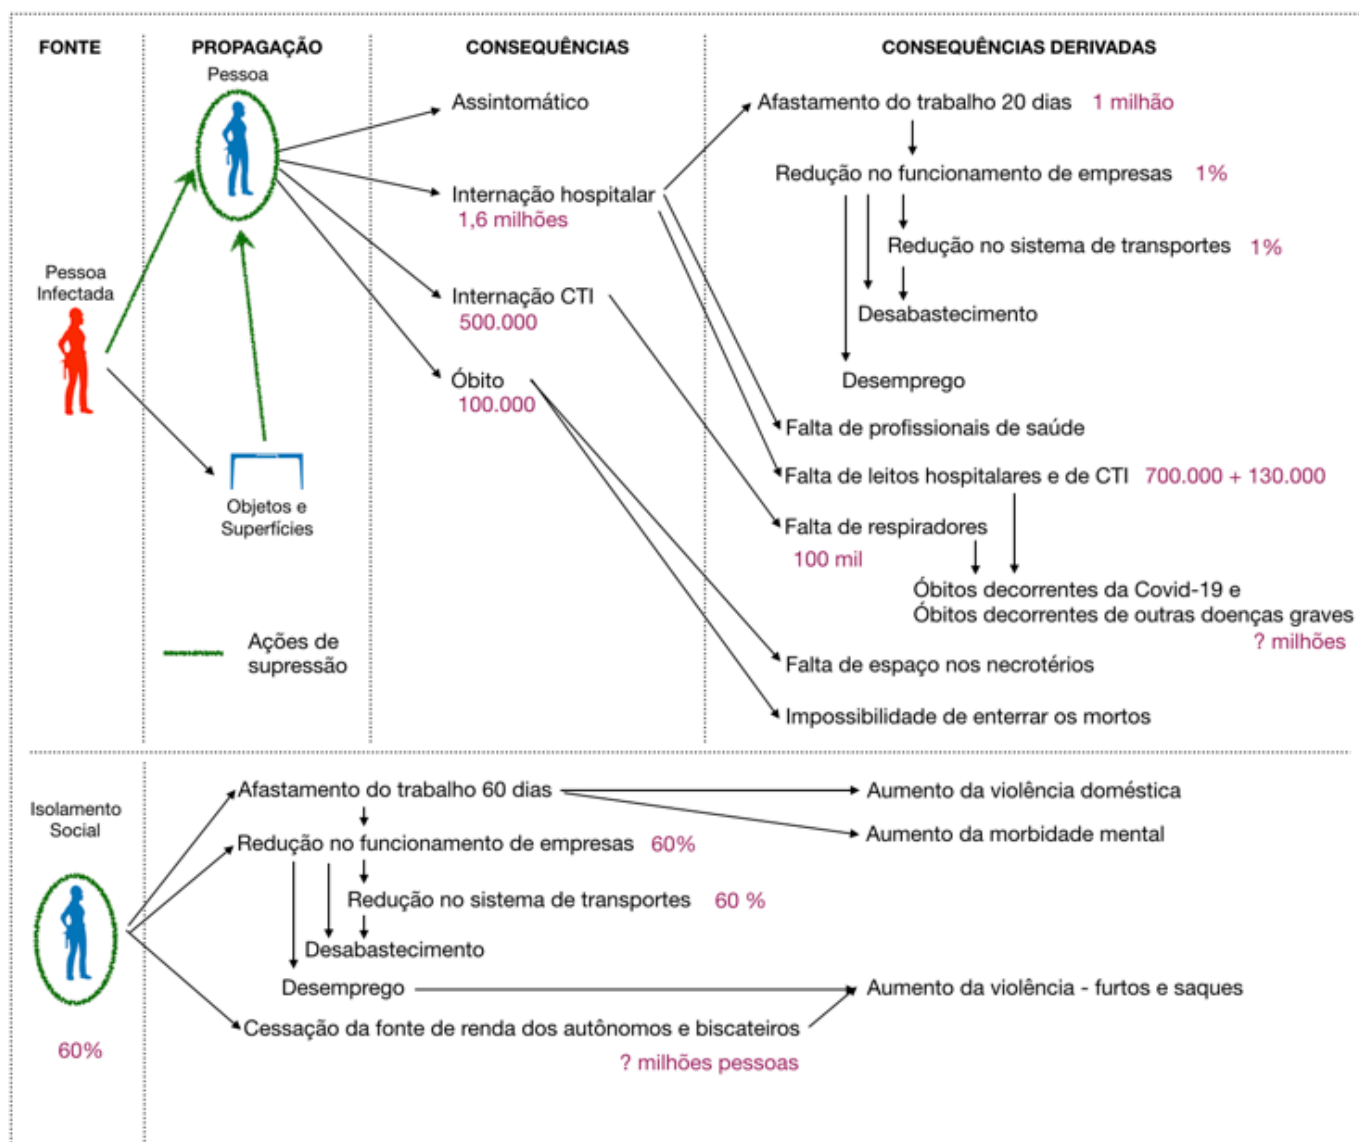 FONTE
PROPAGAÇÃO
CONSEQUÊNCIAS
CONSEQUÊNCIAS DERIVADAS
Pessoa
Pessoa
Infectada
Objetos e
Superfícies
Ações de
supressão
Assintomático
Internação hospitalar
1,6 milhões
Internação CTI
500.000
Óbito
100.000
Afastamento do trabalho 20 dias 1 milhão
Redução no funcionamento de empresas 1%
Redução no sistema de transportes 1%
Desabastecimento
Desemprego
Falta de profissionais de saúde
Falta de leitos hospitalares e de CTI 700.000 + 130.000
Falta de respiradores
100 mil
Óbitos decorrentes da Covid-19 e
Óbitos decorrentes de outras doenças graves
? milhões
Falta de espaço nos necrotérios
Impossibilidade de enterrar os mortos
Isolamento
Social
60%
Afastamento do trabalho 60 dias
Redução no funcionamento de empresas 60%
Redução no sistema de transportes 60 %
Desabastecimento
Desemprego
Cessação da fonte de renda dos autônomos e biscateiros
? milhões pessoas
Aumento da violência doméstica
Aumento da morbidade mental
Aumento da violência - furtos e saques